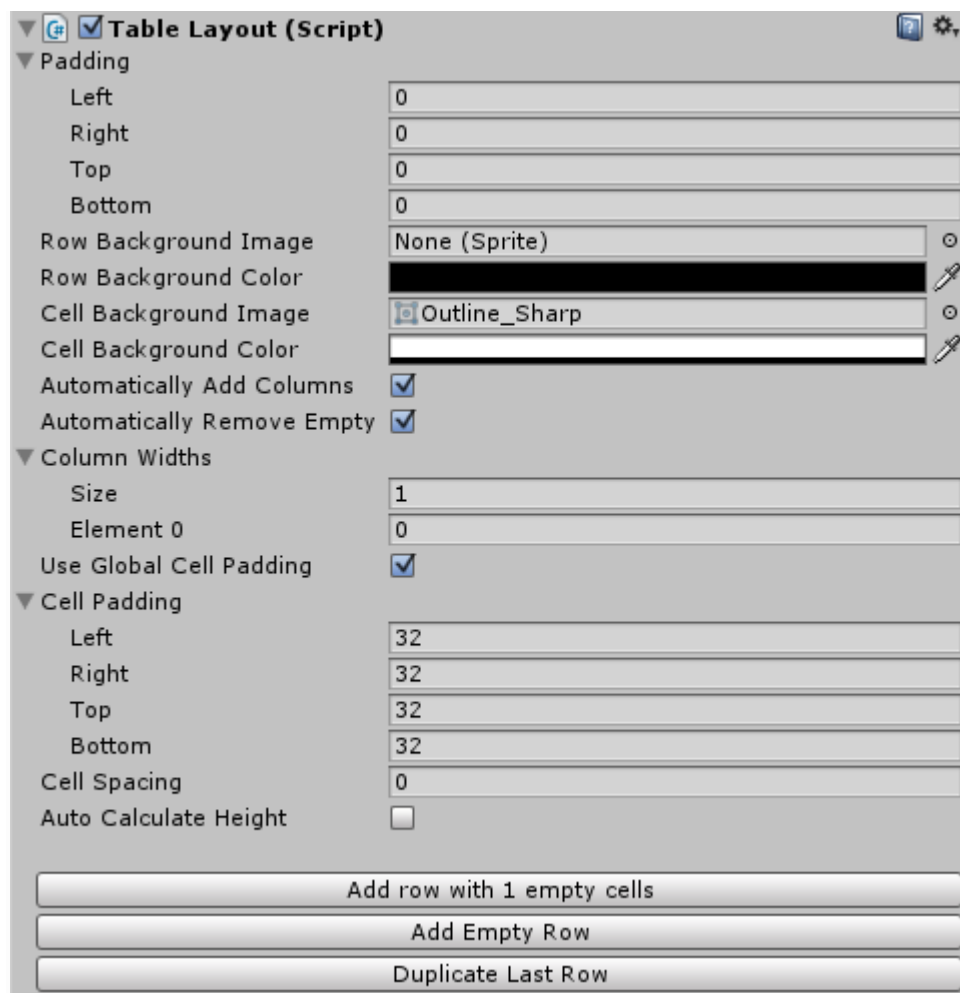 Table Layout (Script)
Padding
Left 0
Right 0
Top 0
Bottom 0
Row Background Image None (Sprite)
Row Background Color
Cell Background Image Outline_Sharp
Cell Background Color
Automatically Add Columns
Automatically Remove Empty
Column Widths
Size 1
Element 0 0
Use Global Cell Padding
Cell Padding
Left 32
Right 32
Top 32
Bottom 32
Cell Spacing 0
Auto Calculate Height
Add row with 1 empty cells
Add Empty Row
Duplicate Last Row